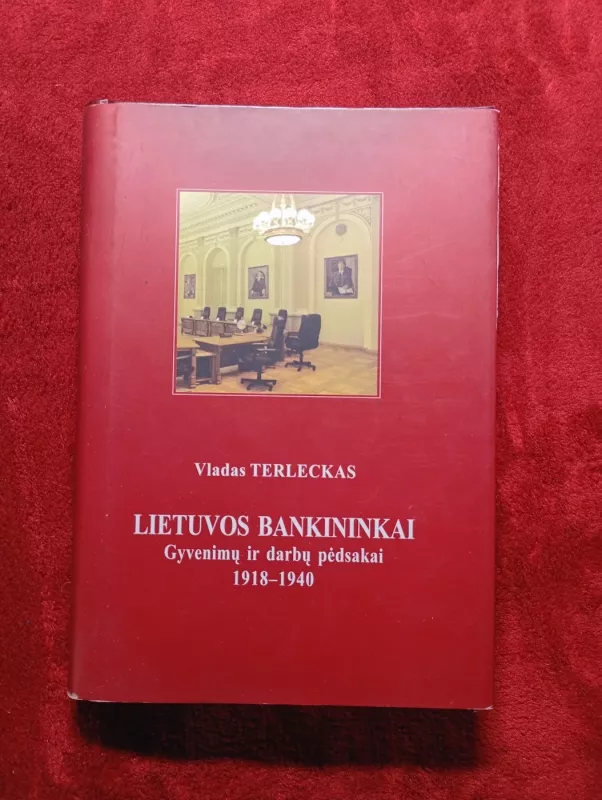 Vladas TERLECKAS
LIETUVOS BANKININKAI
Gyvenimų ir darbų pėdsakai
1918–1940